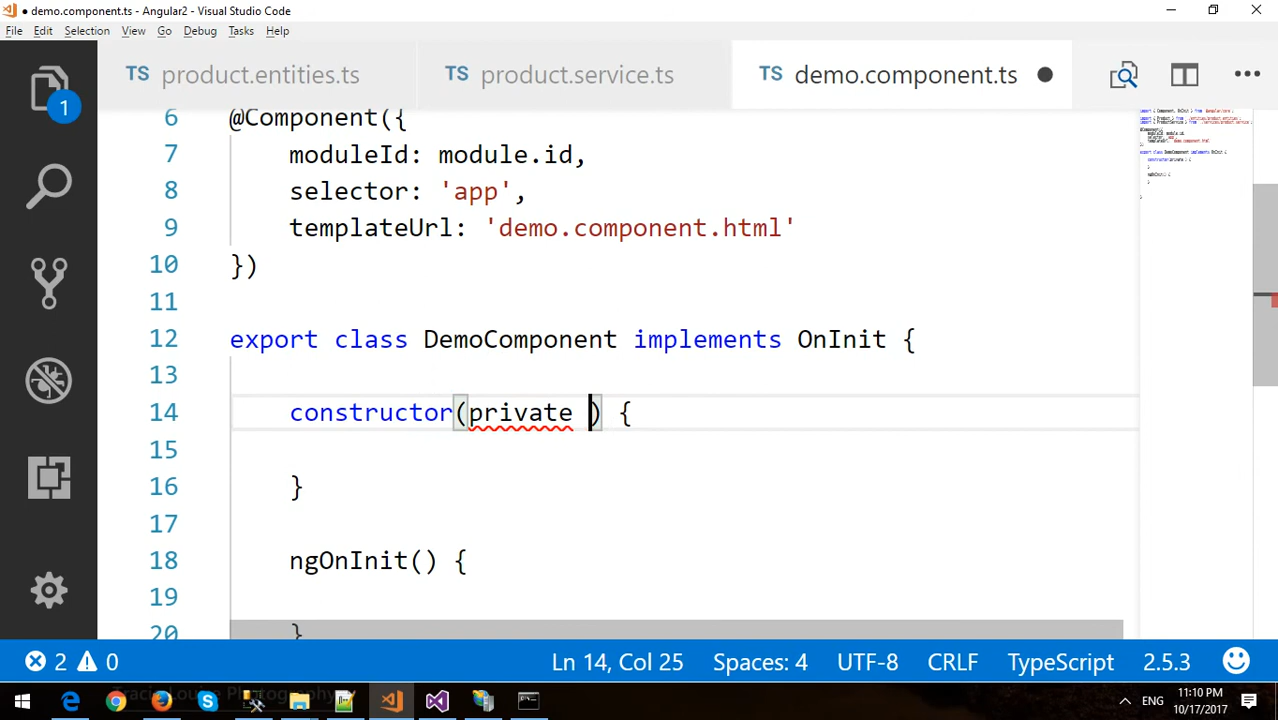 demo.component.ts - Angular2 - Visual Studio Code
File Edit Selection View Go Debug Tasks Help
1
TS product.entities.ts TS product.service.ts TS demo.component.ts
6 @Component({
7 moduleId: module.id,
8 selector: 'app',
9 templateUrl: 'demo.component.html'
10 })
11
12 export class DemoComponent implements OnInit {
13
14 constructor(private ) {
15
16 }
17
18 ngOnInit() {
19
20 }
2 0 Ln 14, Col 25 Spaces: 4 UTF-8 CRLF TypeScript 2.5.3
Photography
ENG 11:10 PM
10/17/2017